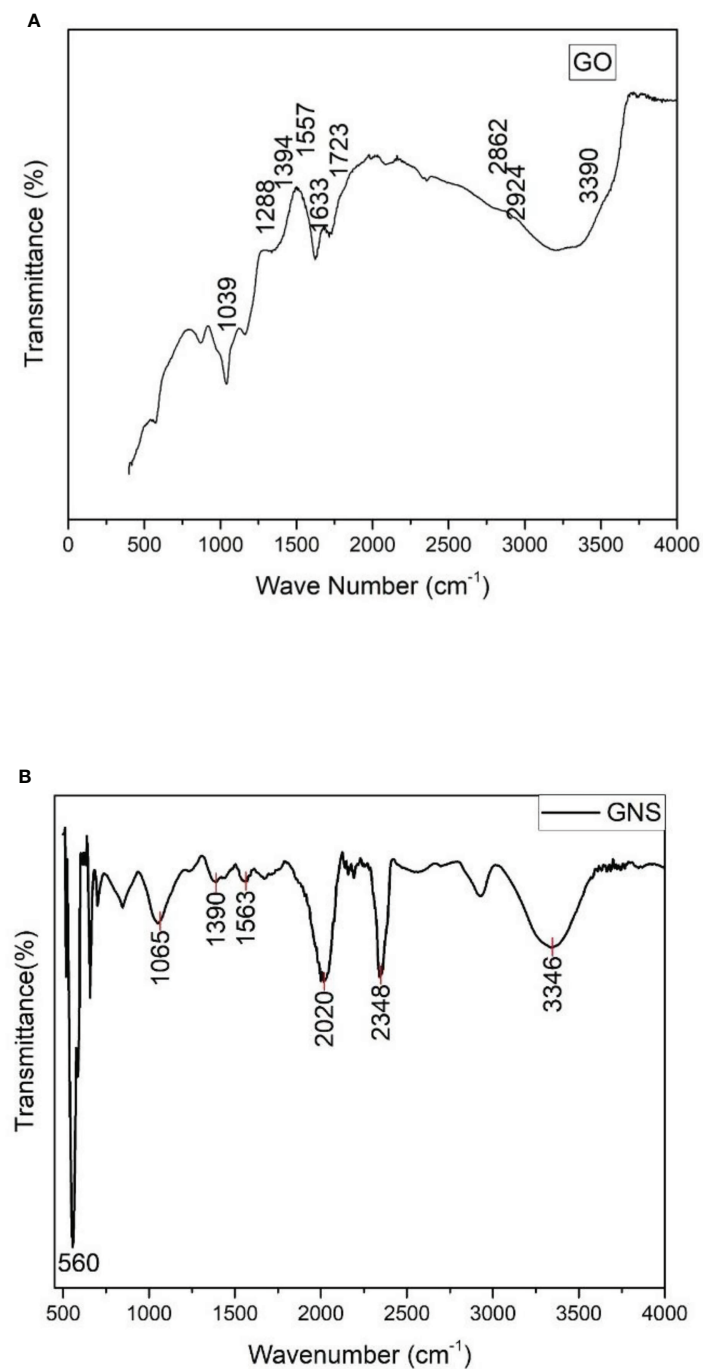 A
GO
Transmittance (%)
1039
1288
1394
1557
1633
1723
2862
2924
3390
0 500 1000 1500 2000 2500 3000 3500 4000
Wave Number (cm⁻¹)
B
GNS
Transmittance(%)
560
1065
1390
1563
2020
2348
3346
500 1000 1500 2000 2500 3000 3500 4000
Wavenumber (cm⁻¹)